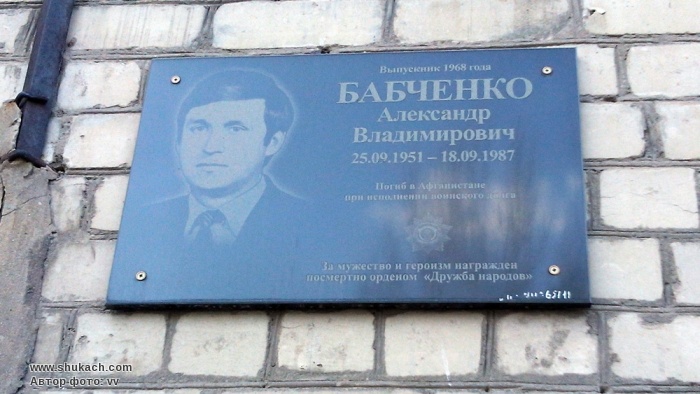 Выпускник 1968 года
БАБЧЕНКО
Александр
Владимирович
25.09.1951 – 18.09.1987
Погиб в Афганистане
при исполнении воинского долга
За мужество и героизм награжден
посмертно орденом «Дружба народов»
www.shukach.com
Автор фото: vv